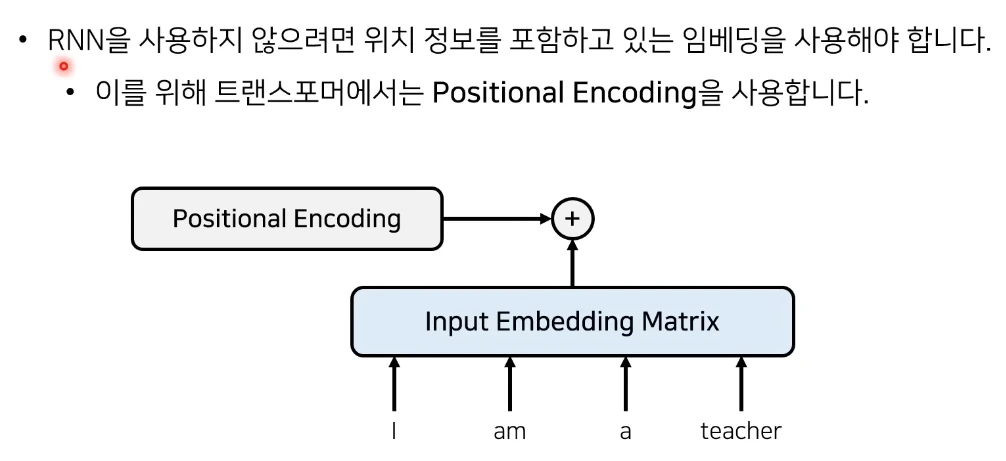 • RNN을 사용하지 않으려면 위치 정보를 포함하고 있는 임베딩을 사용해야 합니다.
• 이를 위해 트랜스포머에서는 Positional Encoding을 사용합니다.
Positional Encoding
+
Input Embedding Matrix
I am a teacher